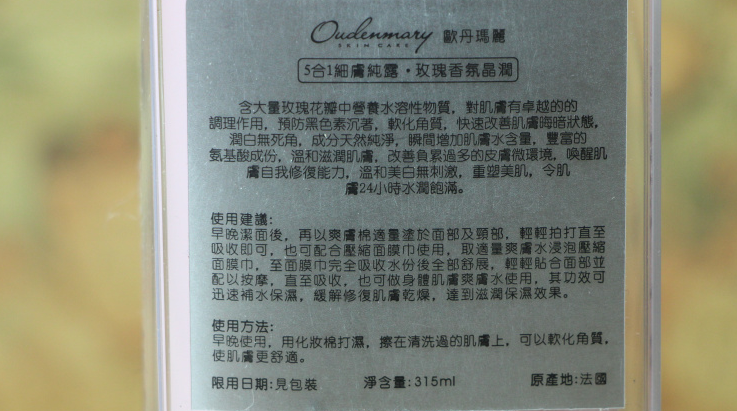 Oudenmary 歐丹瑪麗
SKIN CARE
5合1細膚純露·玫瑰香氛晶潤
含大量玫瑰花瓣中營養水溶性物質，對肌膚有卓越的的
調理作用，預防黑色素沉著，軟化角質，快速改善肌膚晦暗狀態，
潤白無死角，成分天然純淨，瞬間增加肌膚水含量，豐富的
氨基酸成份，溫和滋潤肌膚，改善負累過多的皮膚微環境，喚醒肌
膚自我修復能力，溫和美白無刺激，重塑美肌，令肌
膚24小時水潤飽滿。
使用建議：
早晚潔面後，再以爽膚棉適量塗於面部及頸部，輕輕拍打直至
吸收即可，也可配合壓縮面膜巾使用，取適量爽膚水浸泡壓縮
面膜巾，至面膜巾完全吸收水份後全部舒展，輕輕貼合面部並
配以按摩，直至吸收，也可做身體肌膚爽膚水使用，其功效可
迅速補水保濕，緩解修復肌膚乾燥，達到滋潤保濕效果。
使用方法：
早晚使用，用化妝棉打濕，擦在清洗過的肌膚上，可以軟化角質，
使肌膚更舒適。
限用日期：見包裝 淨含量：315ml 原產地：法國